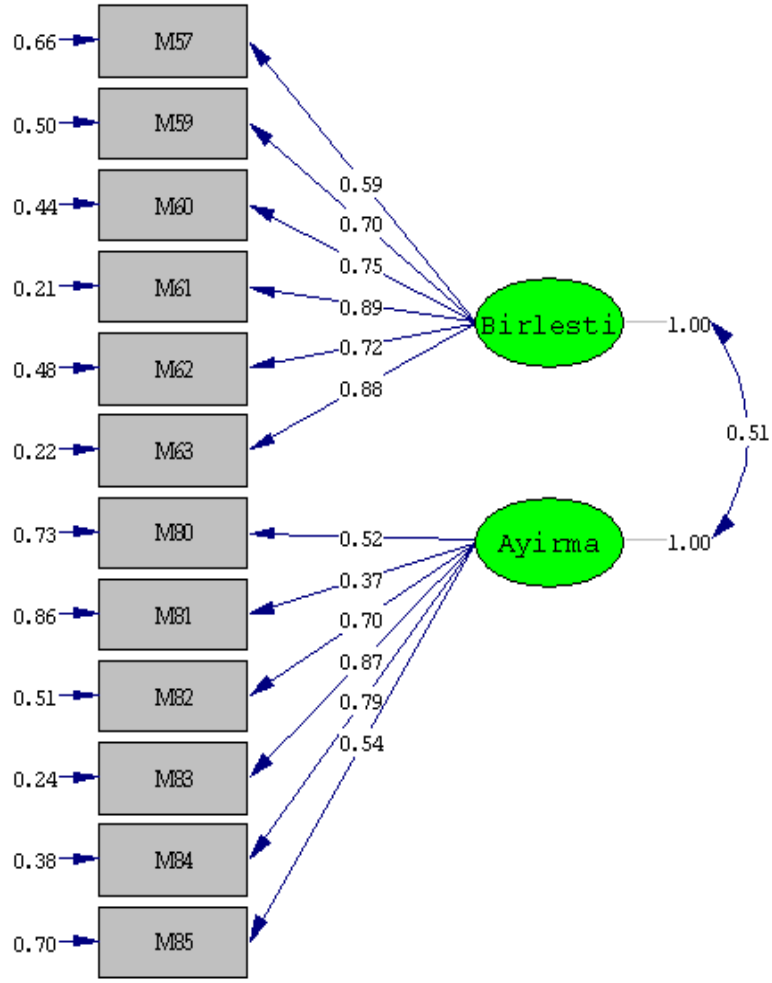 0.66 M57
0.50 M59
0.44 M60
0.21 M61
0.48 M62
0.22 M63
0.73 M80
0.86 M81
0.51 M82
0.24 M83
0.38 M84
0.70 M85
0.59
0.70
0.75
0.89
0.72
0.88
0.52
0.37
0.70
0.87
0.79
0.54
Birlesti 1.00
Ayirma 1.00
0.51